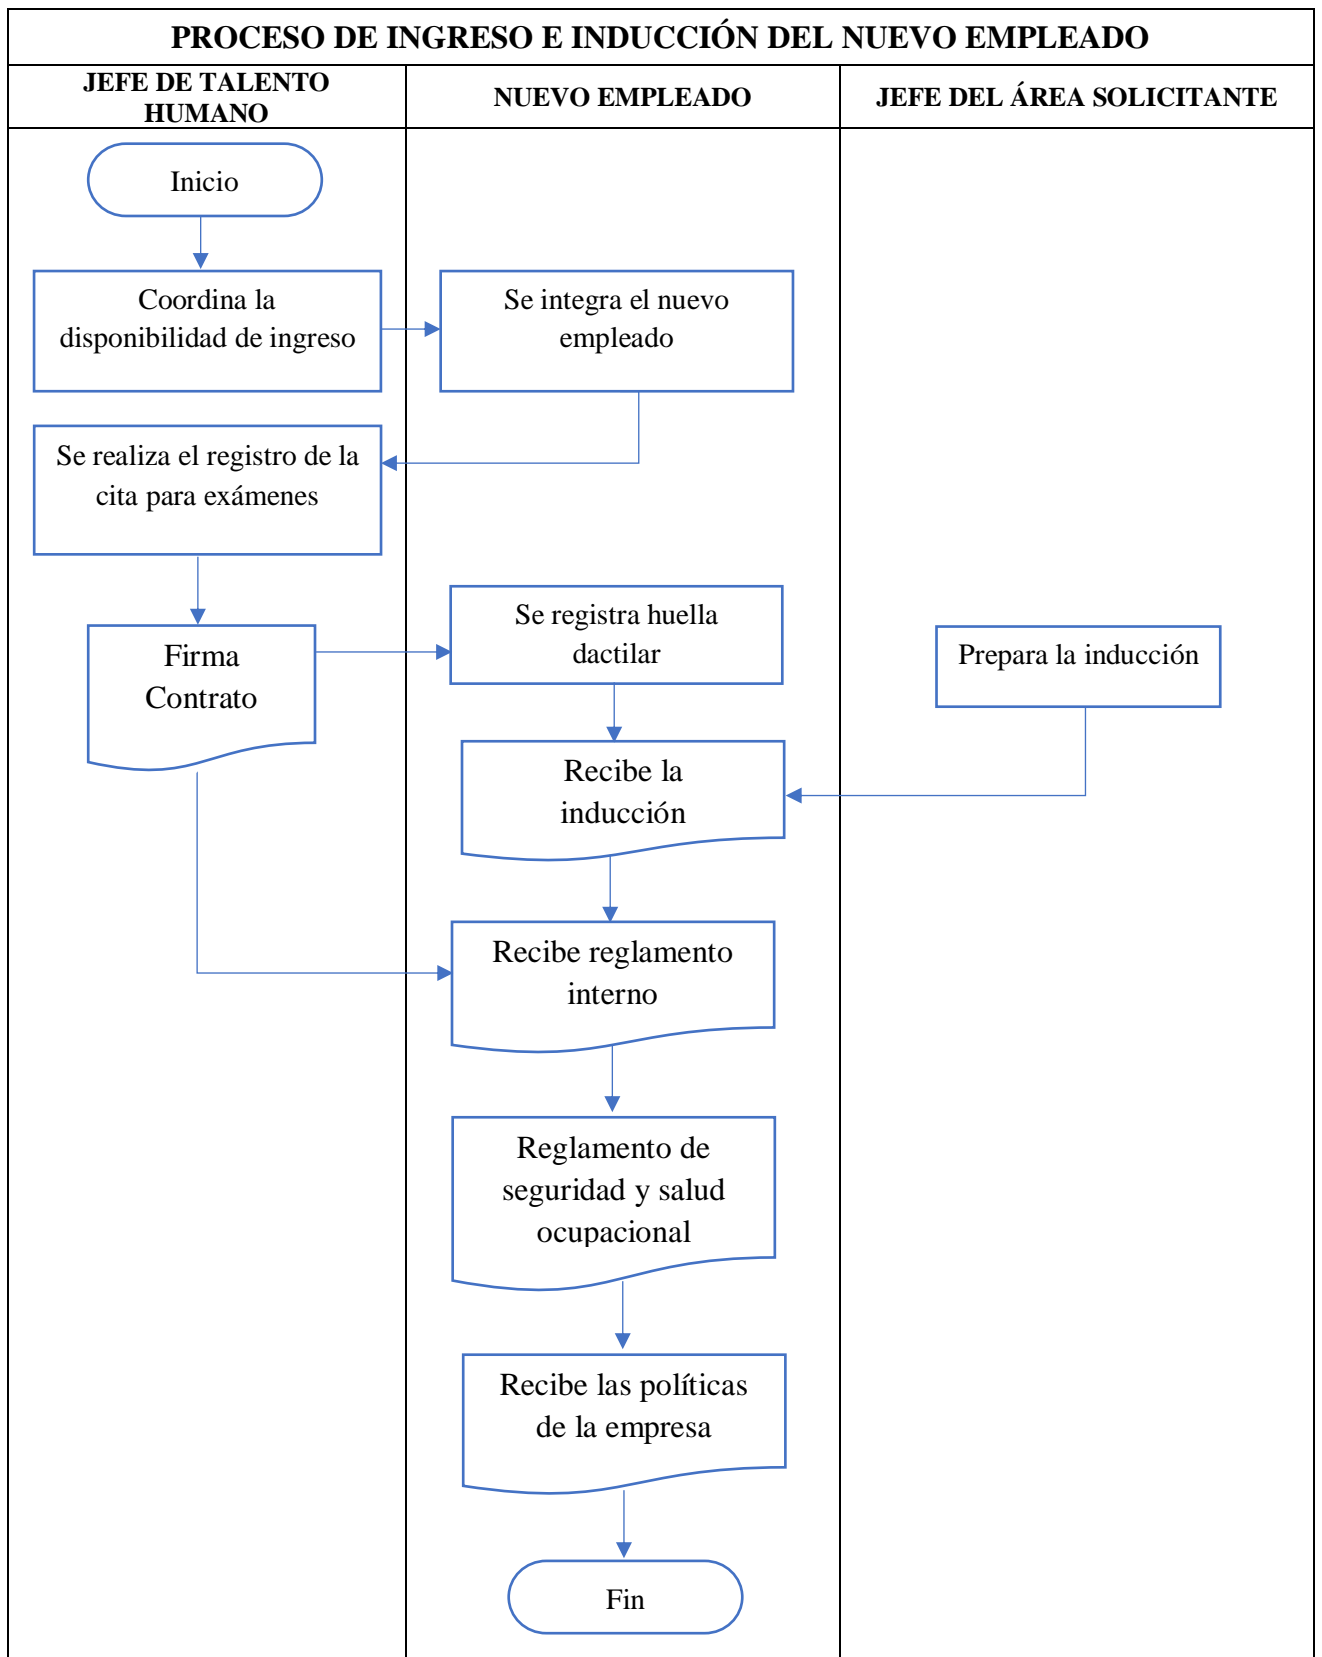 PROCESO DE INGRESO E INDUCCIÓN DEL NUEVO EMPLEADO
JEFE DE TALENTO
HUMANO
NUEVO EMPLEADO
JEFE DEL ÁREA SOLICITANTE
Inicio
Coordina la
disponibilidad de ingreso
Se integra el nuevo
empleado
Se realiza el registro de la
cita para exámenes
Firma
Contrato
Se registra huella
dactilar
Prepara la inducción
Recibe la
inducción
Recibe reglamento
interno
Reglamento de
seguridad y salud
ocupacional
Recibe las políticas
de la empresa
Fin